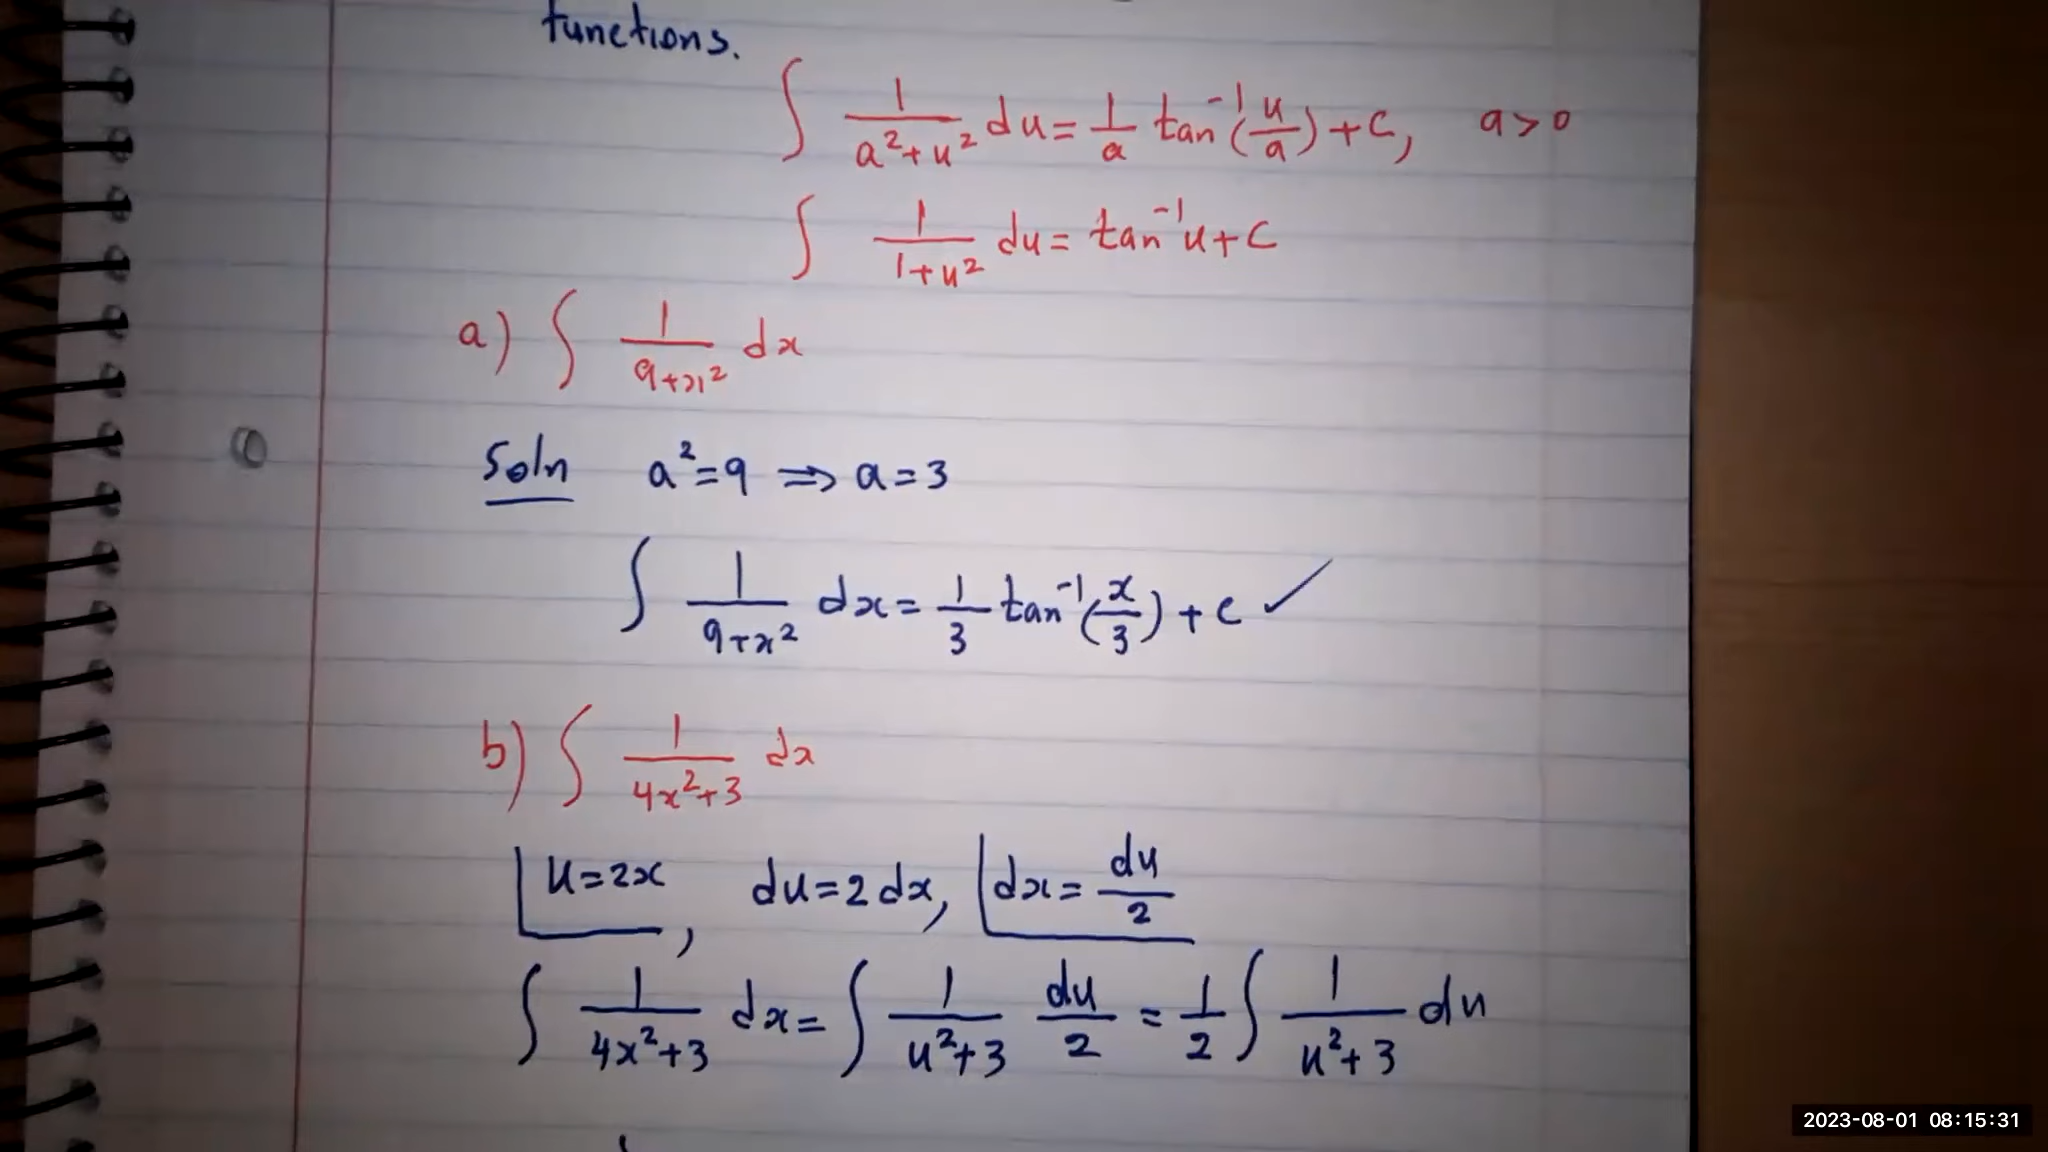 functions.
∫ 1/(a²+u²) du = 1/a tan⁻¹(u/a) + C, a>0
∫ 1/(1+u²) du = tan⁻¹u + C
a) ∫ 1/(9+x²) dx
Soln a²=9 ⟹ a=3
∫ 1/(9+x²) dx = 1/3 tan⁻¹(x/3) + C ✓
b) ∫ 1/(4x²+3) dx
u=2x, du=2dx, dx=du/2
∫ 1/(4x²+3) dx = ∫ 1/(u²+3) du/2 = 1/2 ∫ 1/(u²+3) du
2023-08-01 08:15:31